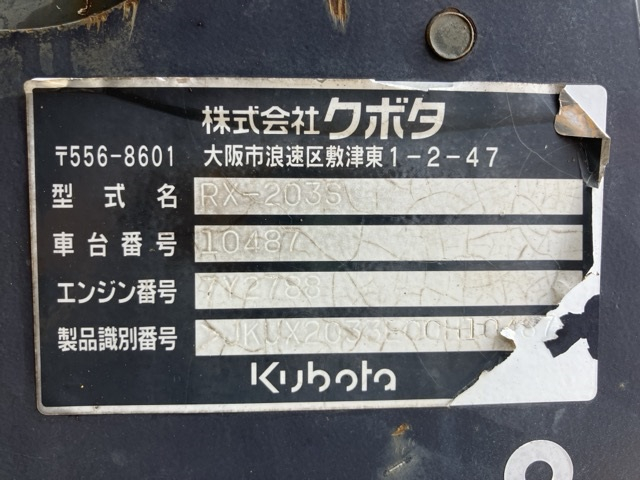 株式会社クボタ
〒556-8601 大阪市浪速区敷津東1-2-47
型式名 RX-203S
車台番号 10487
エンジン番号 7Y2788
製品識別番号
Kubota